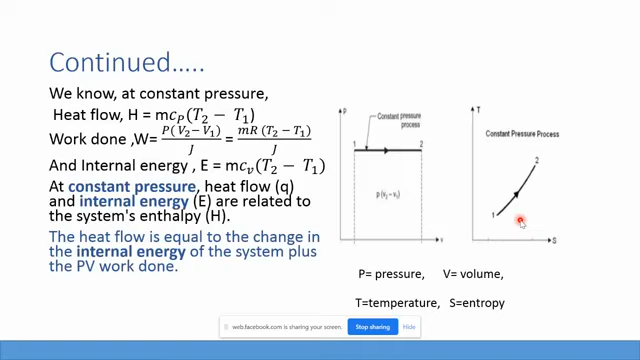 Continued.....
We know, at constant pressure,
Heat flow, H = mc_P(T_2 − T_1)
Work done ,W= P(V_2−V_1)/J = mR (T_2−T_1)/J
And Internal energy , E = mc_v(T_2 − T_1)
At constant pressure, heat flow (q)
and internal energy (E) are related to
the system's enthalpy (H).
The heat flow is equal to the change in
the internal energy of the system plus
the PV work done.
P
Constant pressure
process
1
2
p(v_2 − v_1)
v
T
Constant Pressure Process
2
1
S
P= pressure, V= volume,
T=temperature, S=entropy
web.facebook.com is sharing your screen.
Stop sharing
Hide